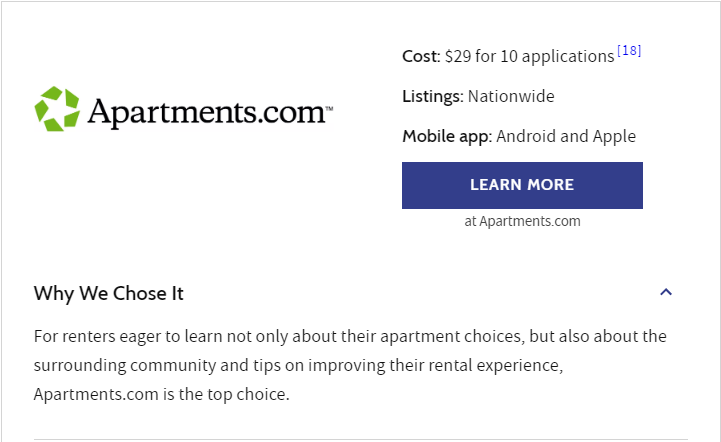 Apartments.com™
Cost: $29 for 10 applications [18]
Listings: Nationwide
Mobile app: Android and Apple
LEARN MORE
at Apartments.com
Why We Chose It
For renters eager to learn not only about their apartment choices, but also about the
surrounding community and tips on improving their rental experience,
Apartments.com is the top choice.